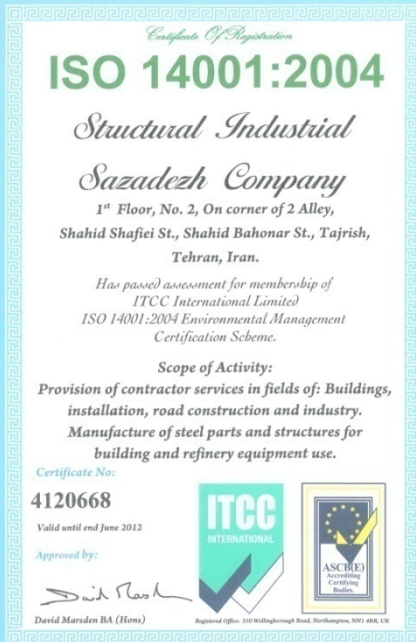 Certificate Of Registration
ISO 14001:2004
Structural Industrial
Sazadezh Company
1st Floor, No. 2, On corner of 2 Alley,
Shahid Shafiei St., Shahid Bahonar St., Tajrish,
Tehran, Iran.
Has passed assessment for membership of
ITCC International Limited
ISO 14001:2004 Environmental Management
Certification Scheme.
Scope of Activity:
Provision of contractor services in fields of: Buildings,
installation, road construction and industry.
Manufacture of steel parts and structures for
building and refinery equipment use.
Certificate No:
4120668
Valid until end June 2012
Approved by:
David Marsden BA (Hons)
ITCC
INTERNATIONAL
ASCB(E)
Accrediting
Certifying
Bodies.
Registered Office: 310 Wellingborough Road, Northampton, NN1 4EP, UK